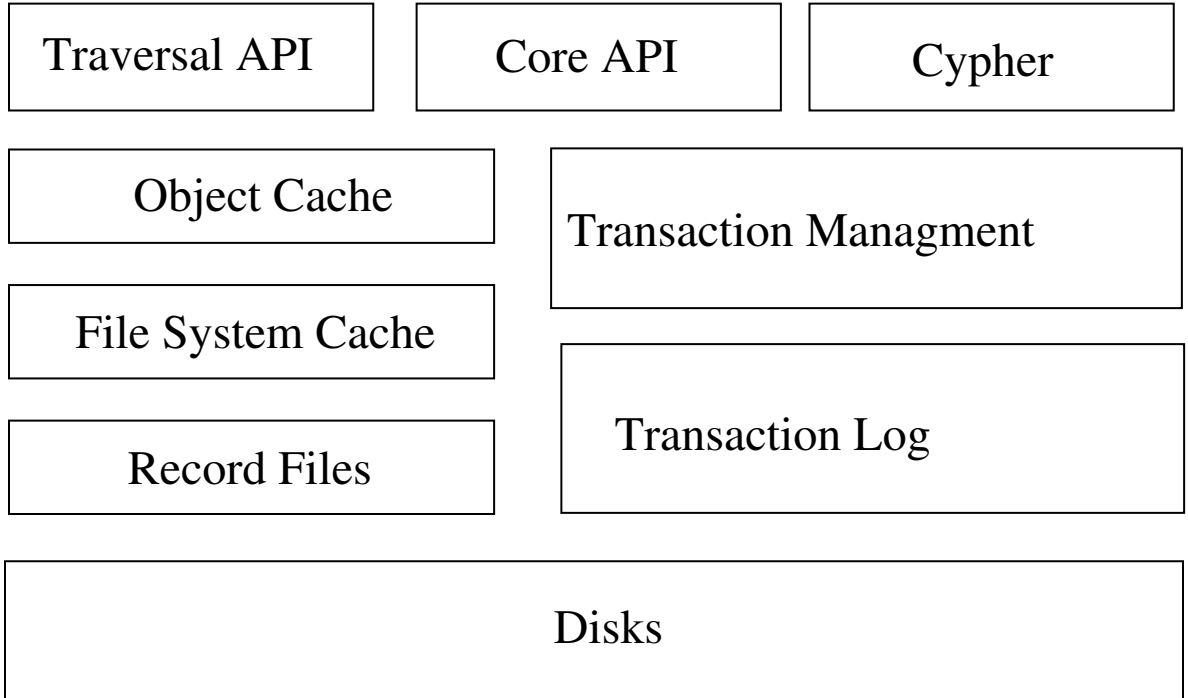 Traversal API
Core API
Cypher
Object Cache
Transaction Managment
File System Cache
Transaction Log
Record Files
Disks